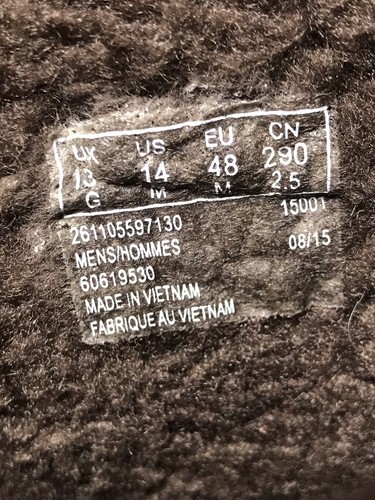 UK US EU CN
13 14 48 290
G M M 2.5
261105597130 15001
MENS/HOMMES 08/15
60619530
MADE IN VIETNAM
FABRIQUE AU VIETNAM